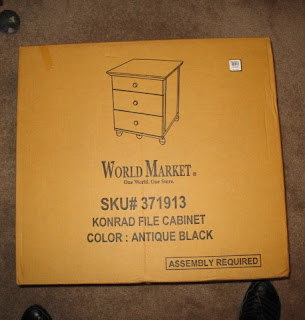 WORLD MARKET®
One World. One Store.
SKU# 371913
KONRAD FILE CABINET
COLOR : ANTIQUE BLACK
ASSEMBLY REQUIRED